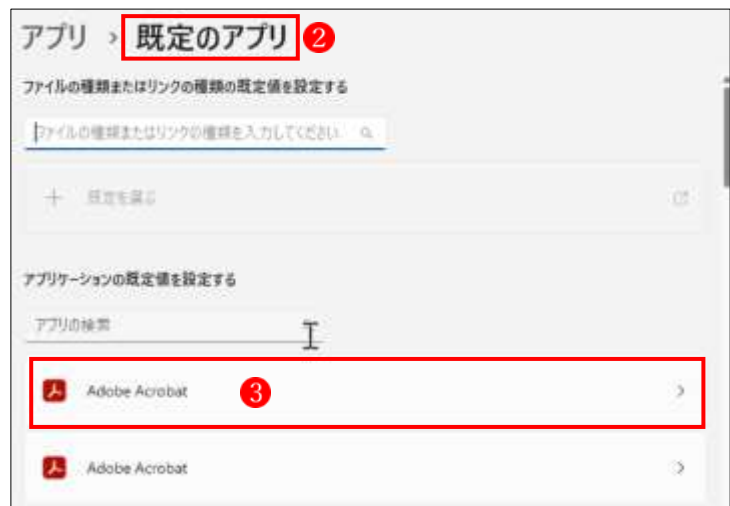 アプリ › 既定のアプリ ❷
ファイルの種類またはリンクの種類の既定値を設定する
ファイルの種類またはリンクの種類を入力してください
+ 既定を選ぶ
アプリケーションの既定値を設定する
アプリの検索
Adobe Acrobat ❸ >
Adobe Acrobat >